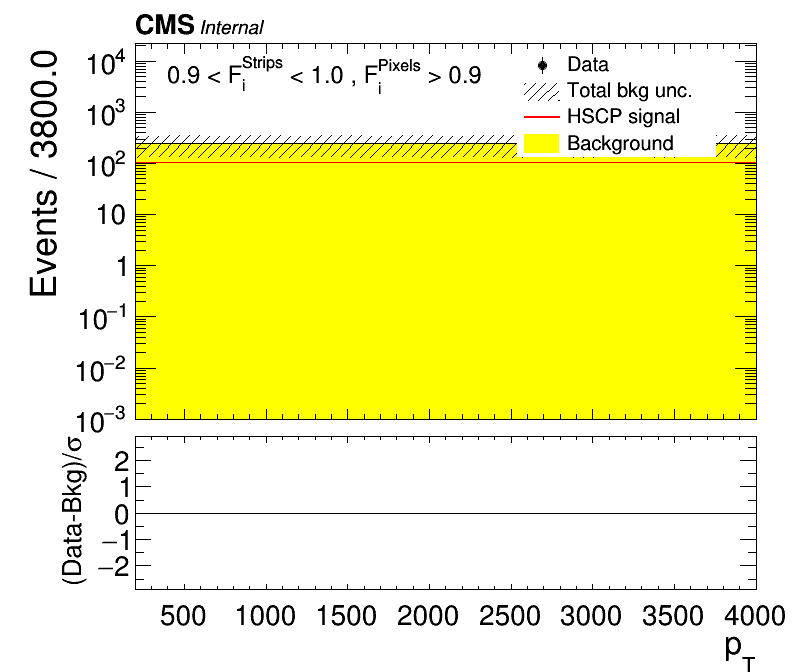 CMS Internal
0.9 < F_i^Strips < 1.0 , F_i^Pixels > 0.9
Data
Total bkg unc.
HSCP signal
Background
Events / 3800.0
10^4
10^3
10^2
10
1
10^−1
10^−2
10^−3
(Data-Bkg)/σ
2
1
0
−1
−2
500 1000 1500 2000 2500 3000 3500 4000
p_T